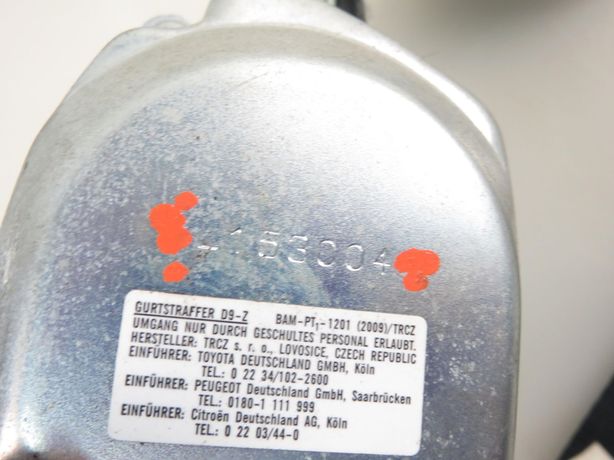 GURTSTRAFFER D9-Z BAM-PT₁-1201 (2009)/TRCZ
UMGANG NUR DURCH GESCHULTES PERSONAL ERLAUBT.
HERSTELLER: TRCZ s. r. o., LOVOSICE, CZECH REPUBLIC
EINFÜHRER: TOYOTA DEUTSCHLAND GMBH, Köln
TEL.: 0 22 34/102-2600
EINFÜHRER: PEUGEOT Deutschland GmbH, Saarbrücken
TEL.: 0180-1 111 999
EINFÜHRER: Citroën Deutschland AG, Köln
TEL.: 0 22 03/44-0